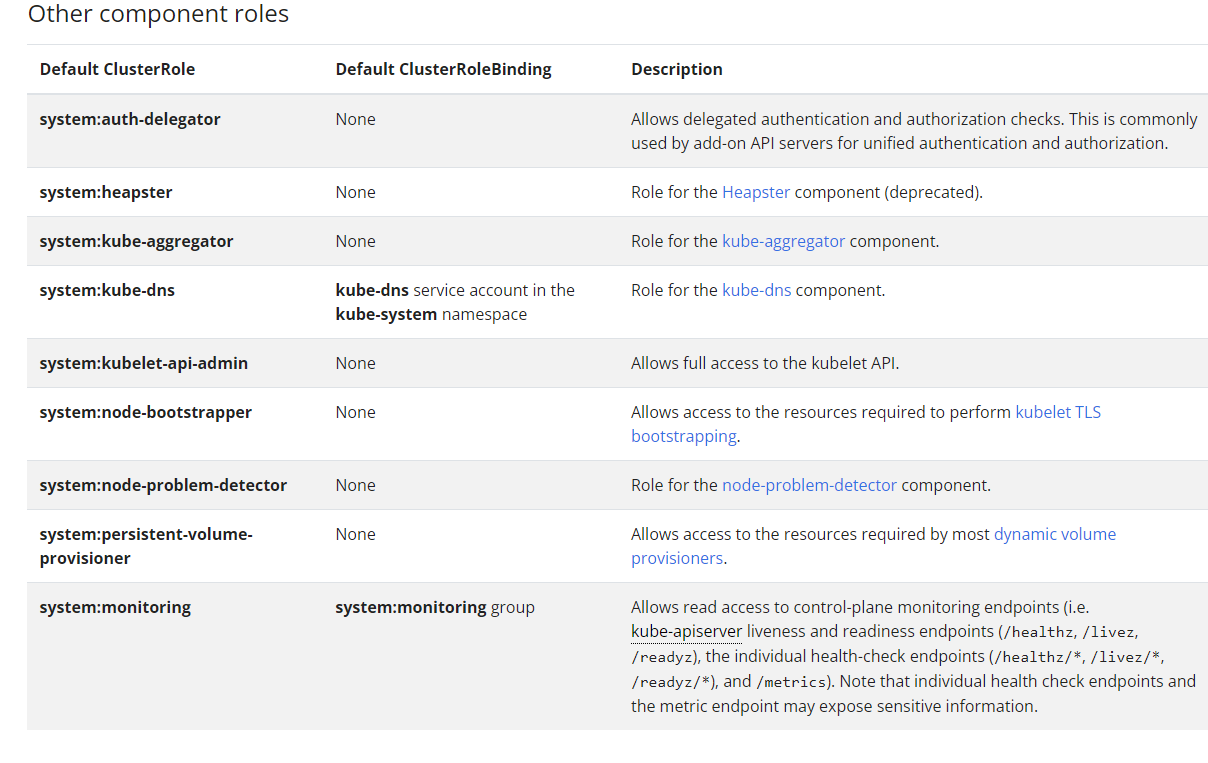 Other component roles
Default ClusterRole Default ClusterRoleBinding Description
system:auth-delegator None Allows delegated authentication and authorization checks. This is commonly
used by add-on API servers for unified authentication and authorization.
system:heapster None Role for the Heapster component (deprecated).
system:kube-aggregator None Role for the kube-aggregator component.
system:kube-dns kube-dns service account in the Role for the kube-dns component.
kube-system namespace
system:kubelet-api-admin None Allows full access to the kubelet API.
system:node-bootstrapper None Allows access to the resources required to perform kubelet TLS
bootstrapping.
system:node-problem-detector None Role for the node-problem-detector component.
system:persistent-volume- None Allows access to the resources required by most dynamic volume
provisioner provisioners.
system:monitoring system:monitoring group Allows read access to control-plane monitoring endpoints (i.e.
kube-apiserver liveness and readiness endpoints (/healthz, /livez,
/readyz), the individual health-check endpoints (/healthz/*, /livez/*,
/readyz/*), and /metrics). Note that individual health check endpoints and
the metric endpoint may expose sensitive information.